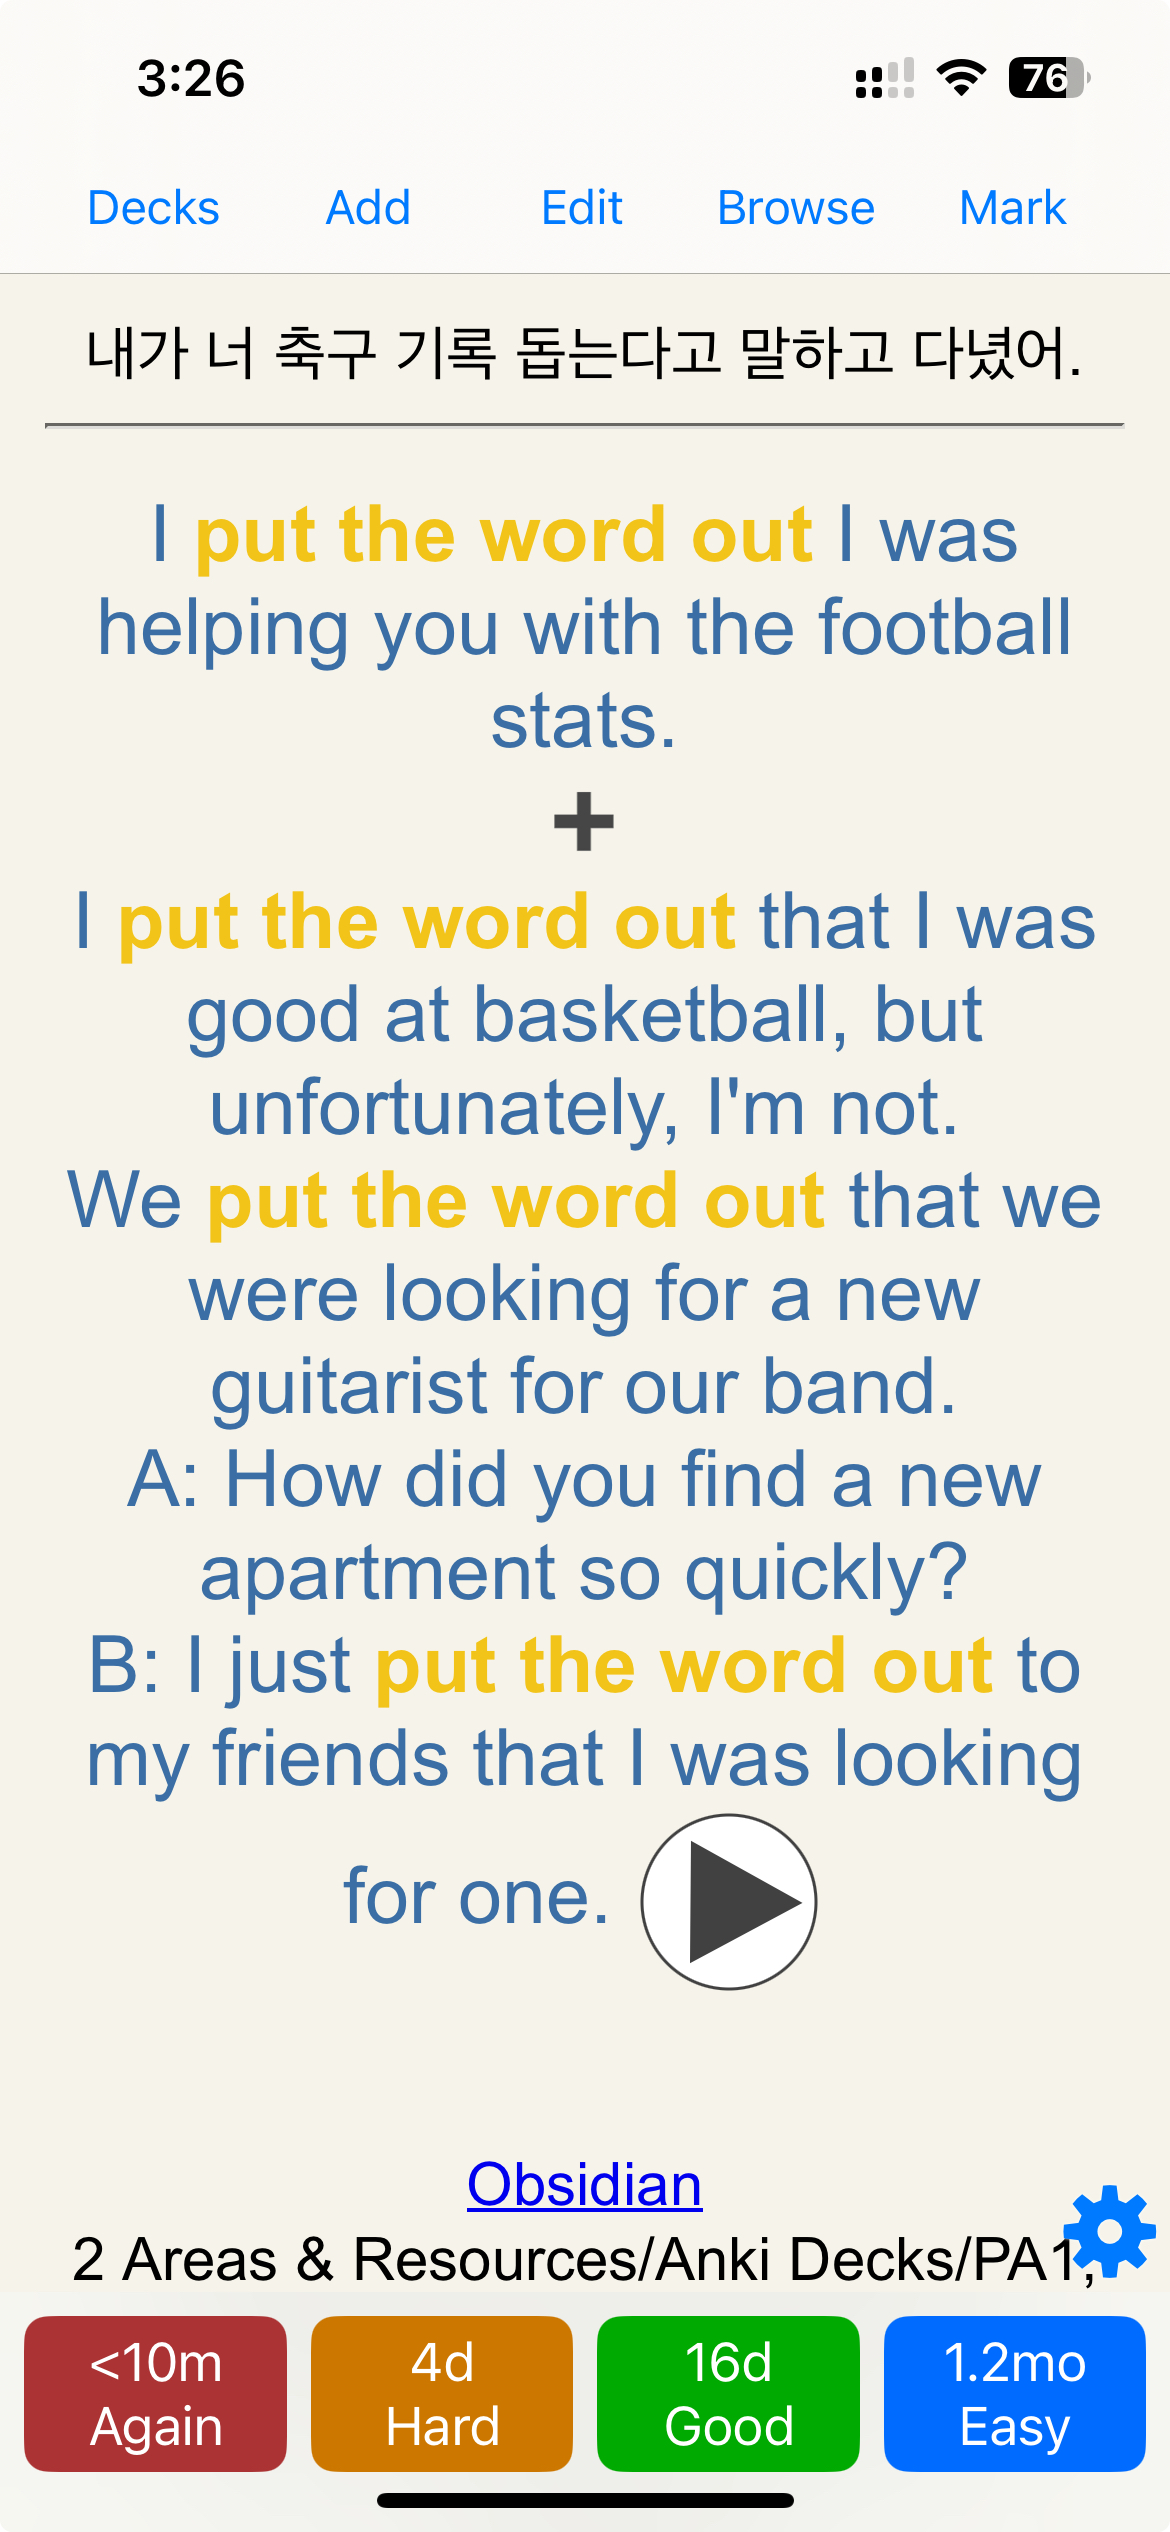 3:26
76
Decks Add Edit Browse Mark
내가 너 축구 기록 돕는다고 말하고 다녔어.
I put the word out I was
helping you with the football
stats.
+
I put the word out that I was
good at basketball, but
unfortunately, I'm not.
We put the word out that we
were looking for a new
guitarist for our band.
A: How did you find a new
apartment so quickly?
B: I just put the word out to
my friends that I was looking
for one.
Obsidian
2 Areas & Resources/Anki Decks/PA1,
<10m 4d 16d 1.2mo
Again Hard Good Easy